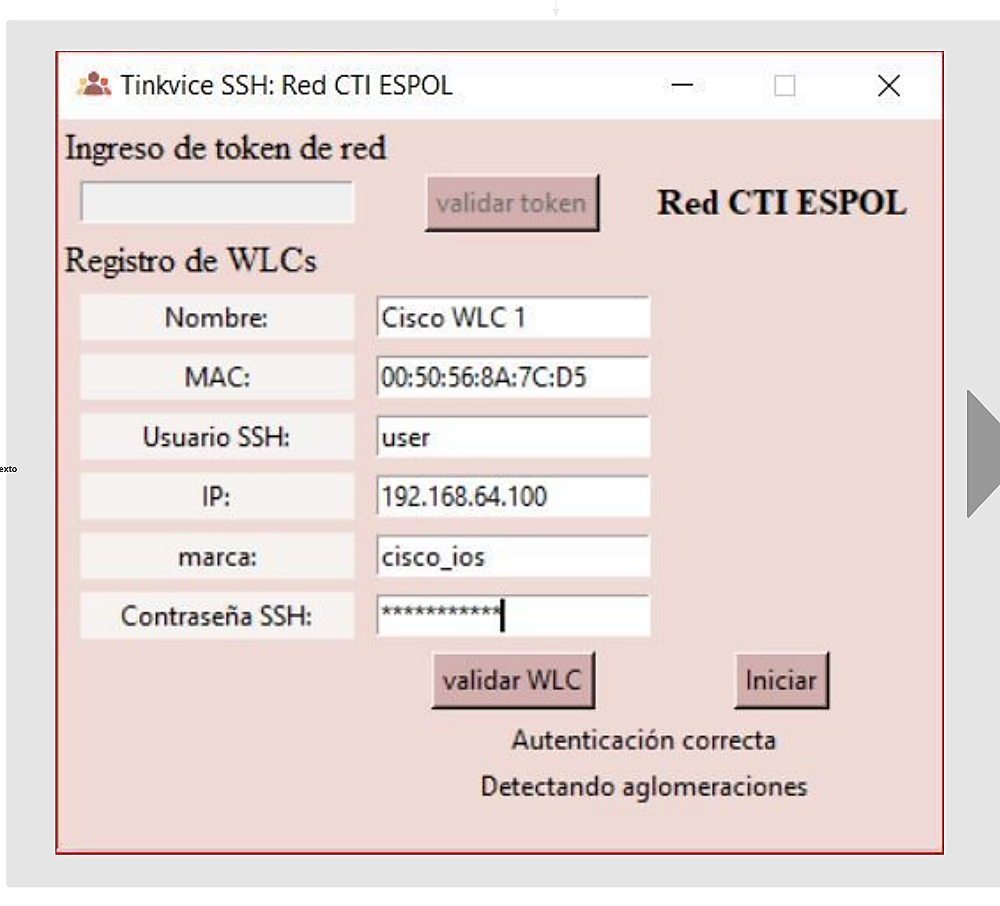 Tinkvice SSH: Red CTI ESPOL
Ingreso de token de red
validar token Red CTI ESPOL
Registro de WLCs
Nombre: Cisco WLC 1
MAC: 00:50:56:8A:7C:D5
Usuario SSH: user
exto
IP: 192.168.64.100
marca: cisco_ios
Contraseña SSH: ***********
validar WLC Iniciar
Autenticación correcta
Detectando aglomeraciones